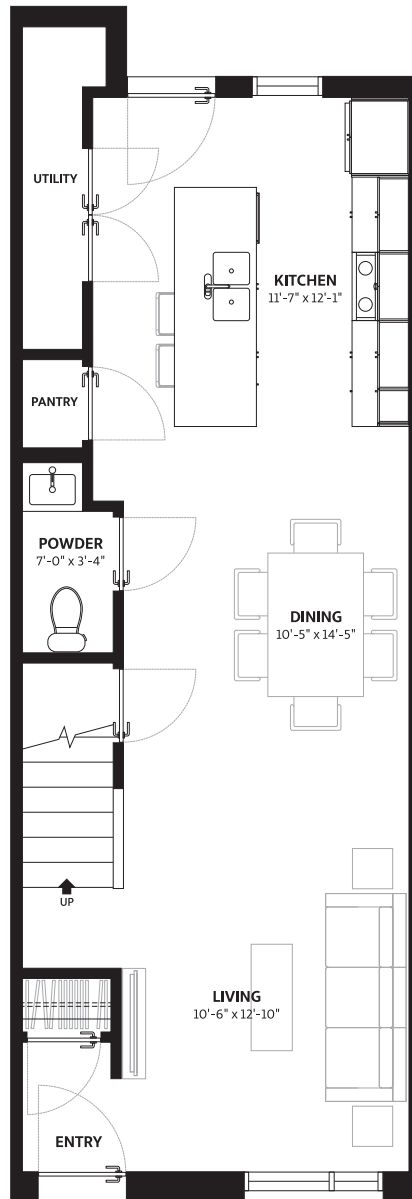 UTILITY
KITCHEN
11'-7" x 12'-1"
PANTRY
POWDER
7'-0" x 3'-4"
DINING
10'-5" x 14'-5"
UP
LIVING
10'-6" x 12'-10"
ENTRY